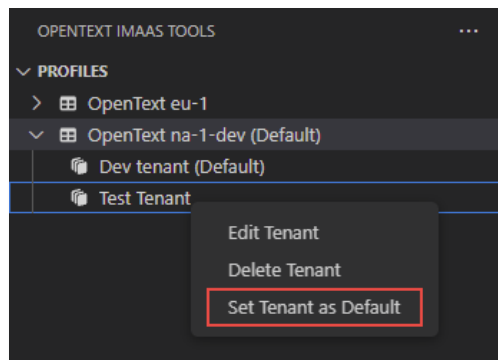 OPENTEXT IMAAS TOOLS
PROFILES
OpenText eu-1
OpenText na-1-dev (Default)
Dev tenant (Default)
Test Tenant
Edit Tenant
Delete Tenant
Set Tenant as Default